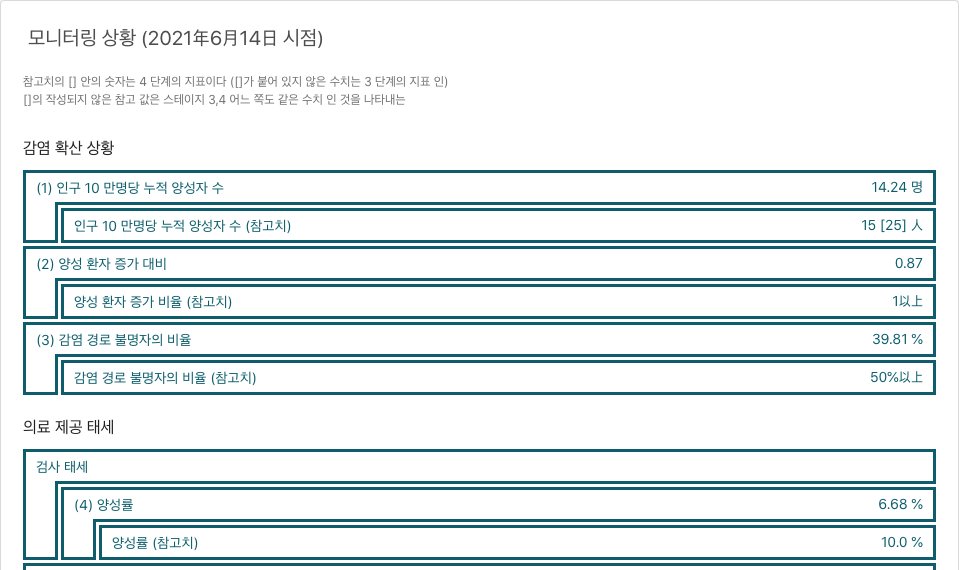 모니터링 상황 (2021年6月14日 시점)
참고치의 [] 안의 숫자는 4 단계의 지표이다 ([]가 붙어 있지 않은 수치는 3 단계의 지표 인)
[]의 작성되지 않은 참고 값은 스테이지 3,4 어느 쪽도 같은 수치 인 것을 나타내는
감염 확산 상황
(1) 인구 10 만명당 누적 양성자 수 14.24 명
인구 10 만명당 누적 양성자 수 (참고치) 15 [25] 人
(2) 양성 환자 증가 대비 0.87
양성 환자 증가 비율 (참고치) 1以上
(3) 감염 경로 불명자의 비율 39.81 %
감염 경로 불명자의 비율 (참고치) 50%以上
의료 제공 태세
검사 태세
(4) 양성률 6.68 %
양성률 (참고치) 10.0 %